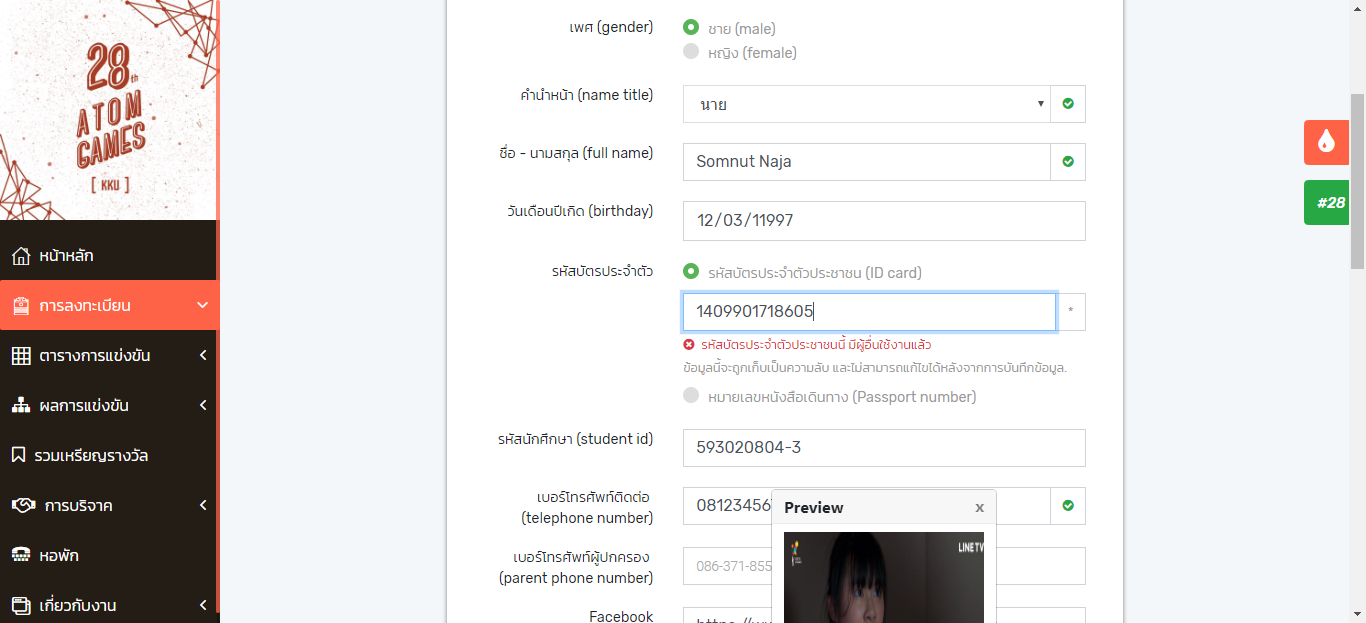 28th
ATOM
GAMES
[ KKU ]
หน้าหลัก
การลงทะเบียน
ตารางการแข่งขัน
ผลการแข่งขัน
รวมเหรียญรางวัล
การบริจาค
หอพัก
เกี่ยวกับงาน
เพศ (gender)
ชาย (male)
หญิง (female)
คำนำหน้า (name title)
นาย
ชื่อ - นามสกุล (full name)
Somnut Naja
วันเดือนปีเกิด (birthday)
12/03/11997
รหัสบัตรประจำตัว
รหัสบัตรประจำตัวประชาชน (ID card)
1409901718605
*
รหัสบัตรประจำตัวประชาชนนี้ มีผู้อื่นใช้งานแล้ว
ข้อมูลนี้จะถูกเก็บเป็นความลับ และไม่สามารถแก้ไขได้หลังจากการบันทึกข้อมูล.
หมายเลขหนังสือเดินทาง (Passport number)
รหัสนักศึกษา (student id)
593020804-3
เบอร์โทรศัพท์ติดต่อ
(telephone number)
08123456
Preview
x
LINE TV
เบอร์โทรศัพท์ผู้ปกครอง
(parent phone number)
086-371-855
Facebook
#28